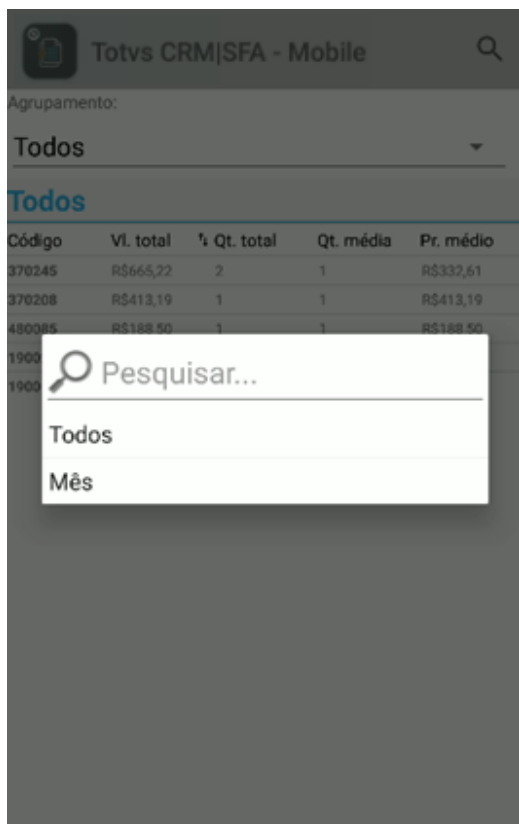 Totvs CRM|SFA - Mobile
Agrupamento:
Todos
Todos
Código Vl. total Qt. total Qt. média Pr. médio
370245 R$665,22 2 1 R$332,61
370208 R$413,19 1 1 R$413,19
480085 R$188,50 1 1 R$188,50
Pesquisar...
Todos
Mês